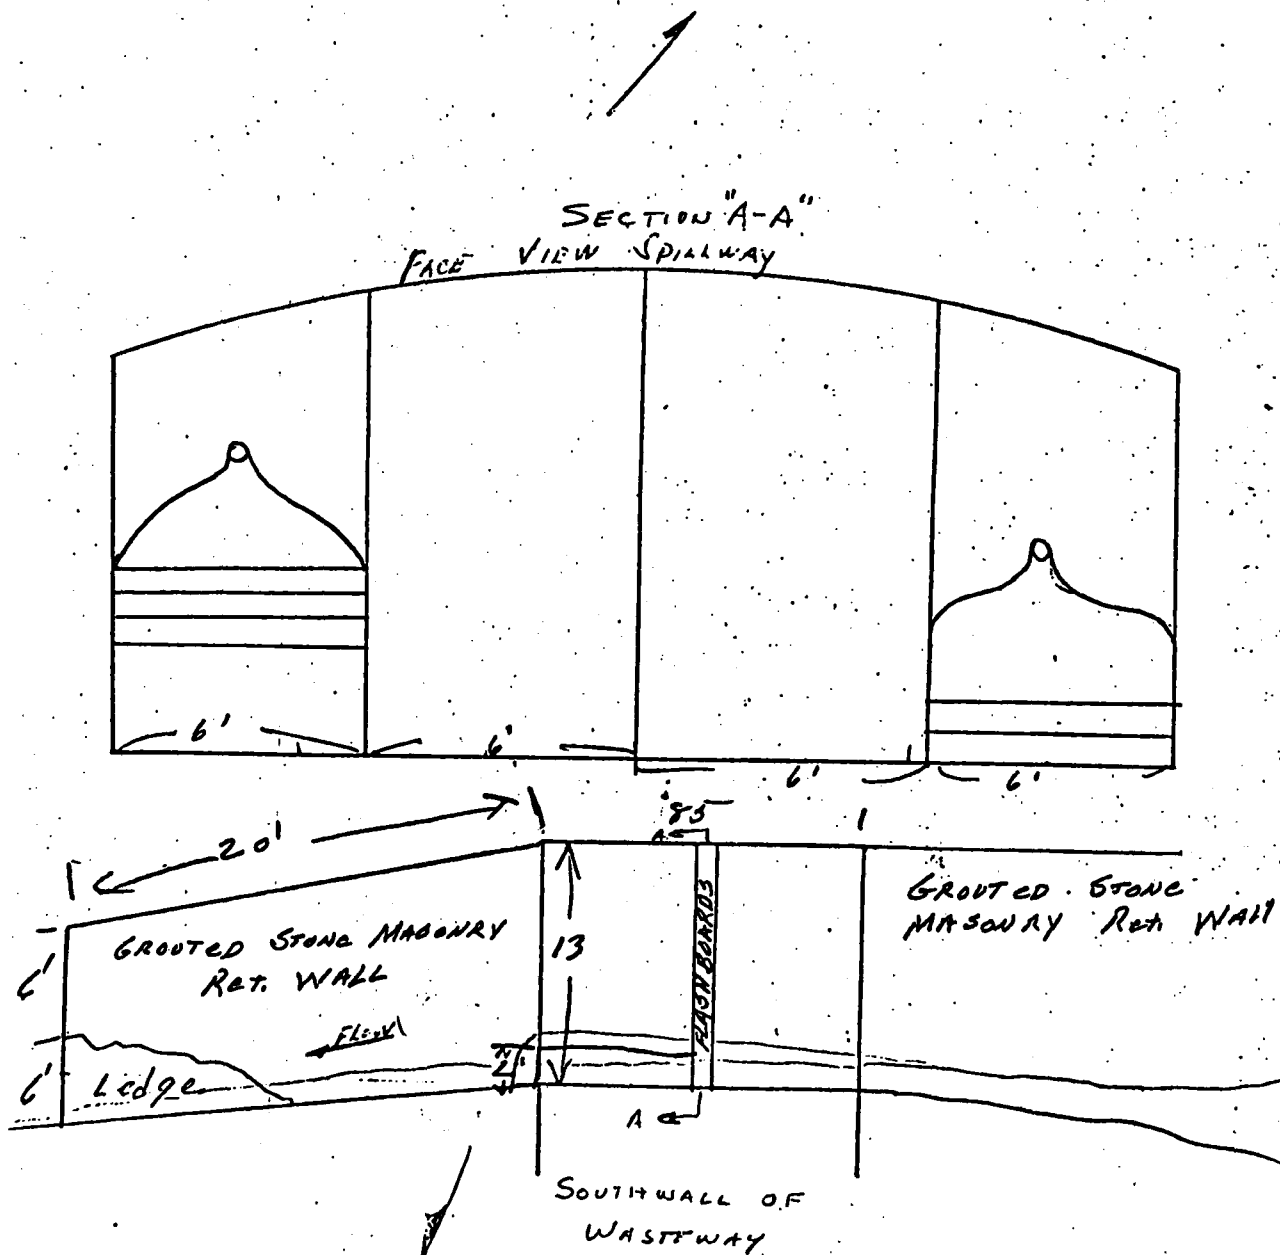 SECTION "A-A"
FACE VIEW SPILLWAY
6'
6'
6'
6'
85
20'
A
GROUTED STONE MASONRY
RET. WALL
13
FLASHBOARDS
GROUTED STONE
MASONRY RET. WALL
6'
FLOW
2'
6'
Ledge
A
SOUTHWALL OF
WASTEWAY